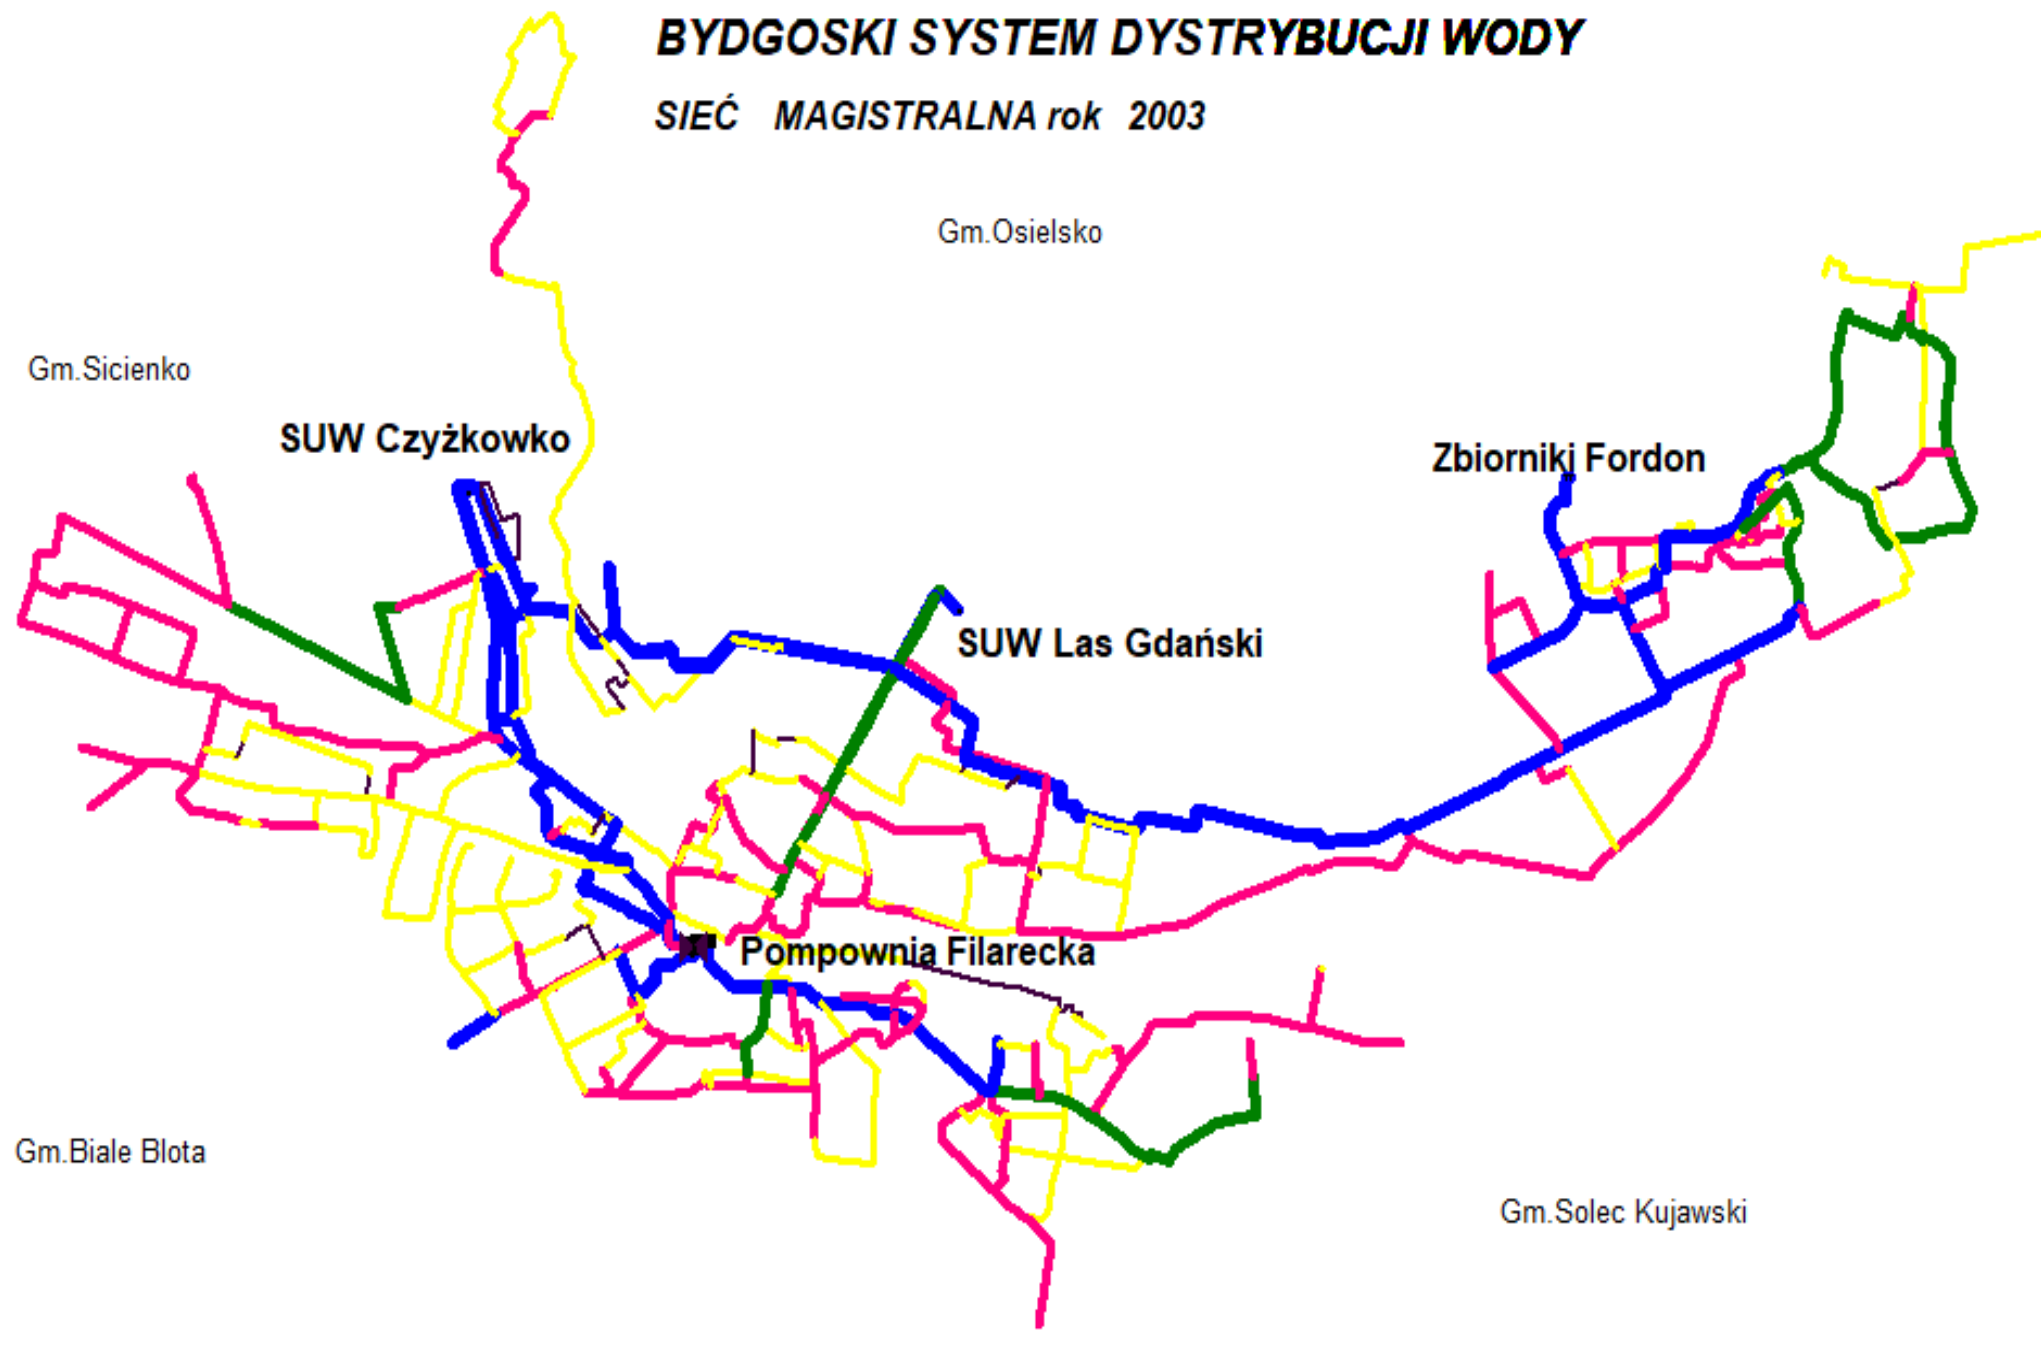 BYDGOSKI SYSTEM DYSTRYBUCJI WODY
SIEĆ MAGISTRALNA rok 2003
Gm.Osielsko
Gm.Sicienko
SUW Czyżkowko
Zbiorniki Fordon
SUW Las Gdański
Pompownia Filarecka
Gm.Biale Blota
Gm.Solec Kujawski